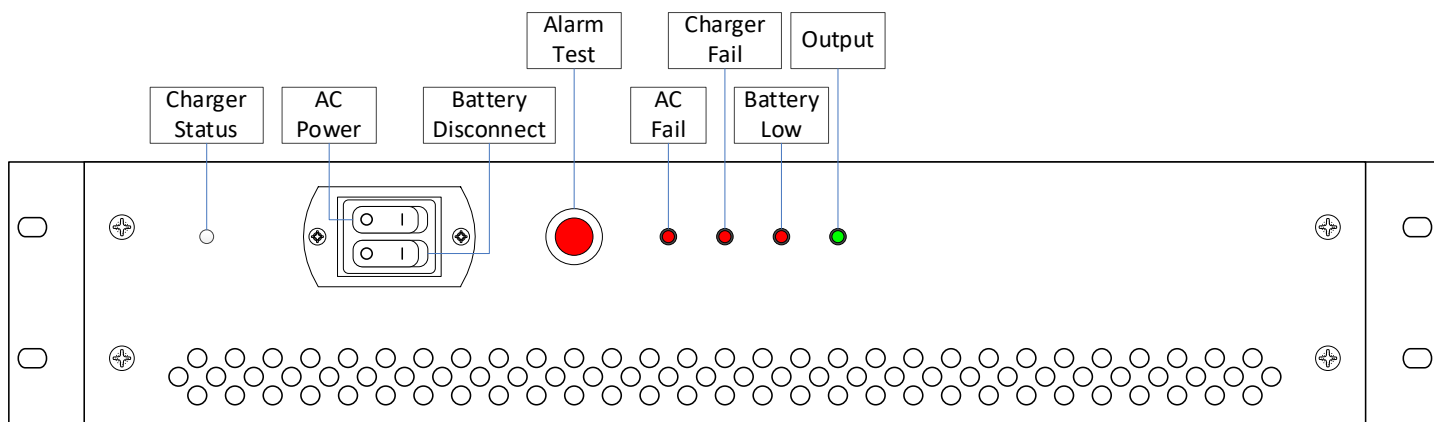 Alarm
Test
Charger
Fail
Output
Charger
Status
AC
Power
Battery
Disconnect
AC
Fail
Battery
Low